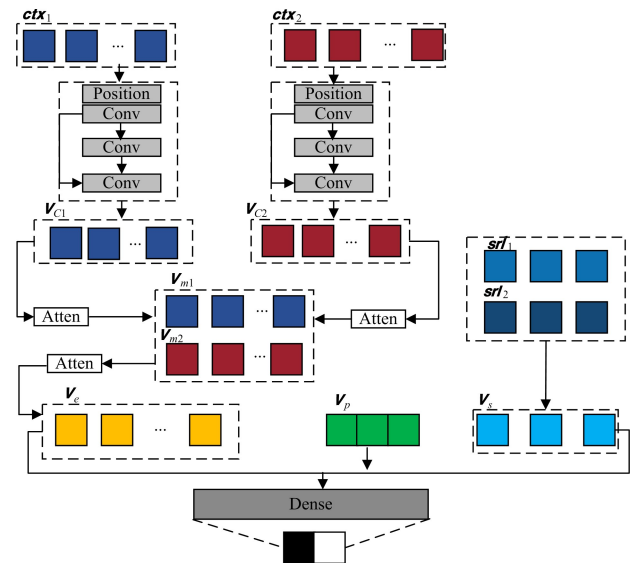 ctx1 ctx2
... ...
Position Position
Conv Conv
Conv Conv
Conv Conv
VC1 VC2
... ...
srl1
srl2
Vm1
...
Atten Atten
Vm2
...
Atten
Ve Vp Vs
...
Dense